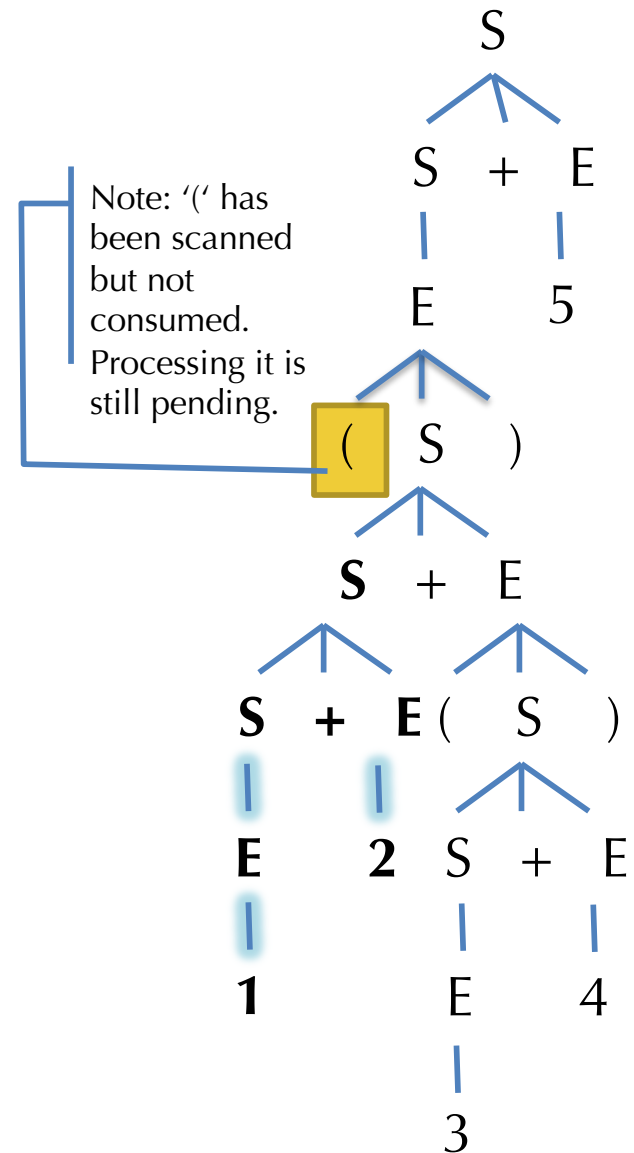 S
S + E
Note: ‘(‘ has
been scanned
but not
consumed.
Processing it is
still pending.
E 5
( S )
S + E
S + E ( S )
E 2 S + E
1 E 4
3